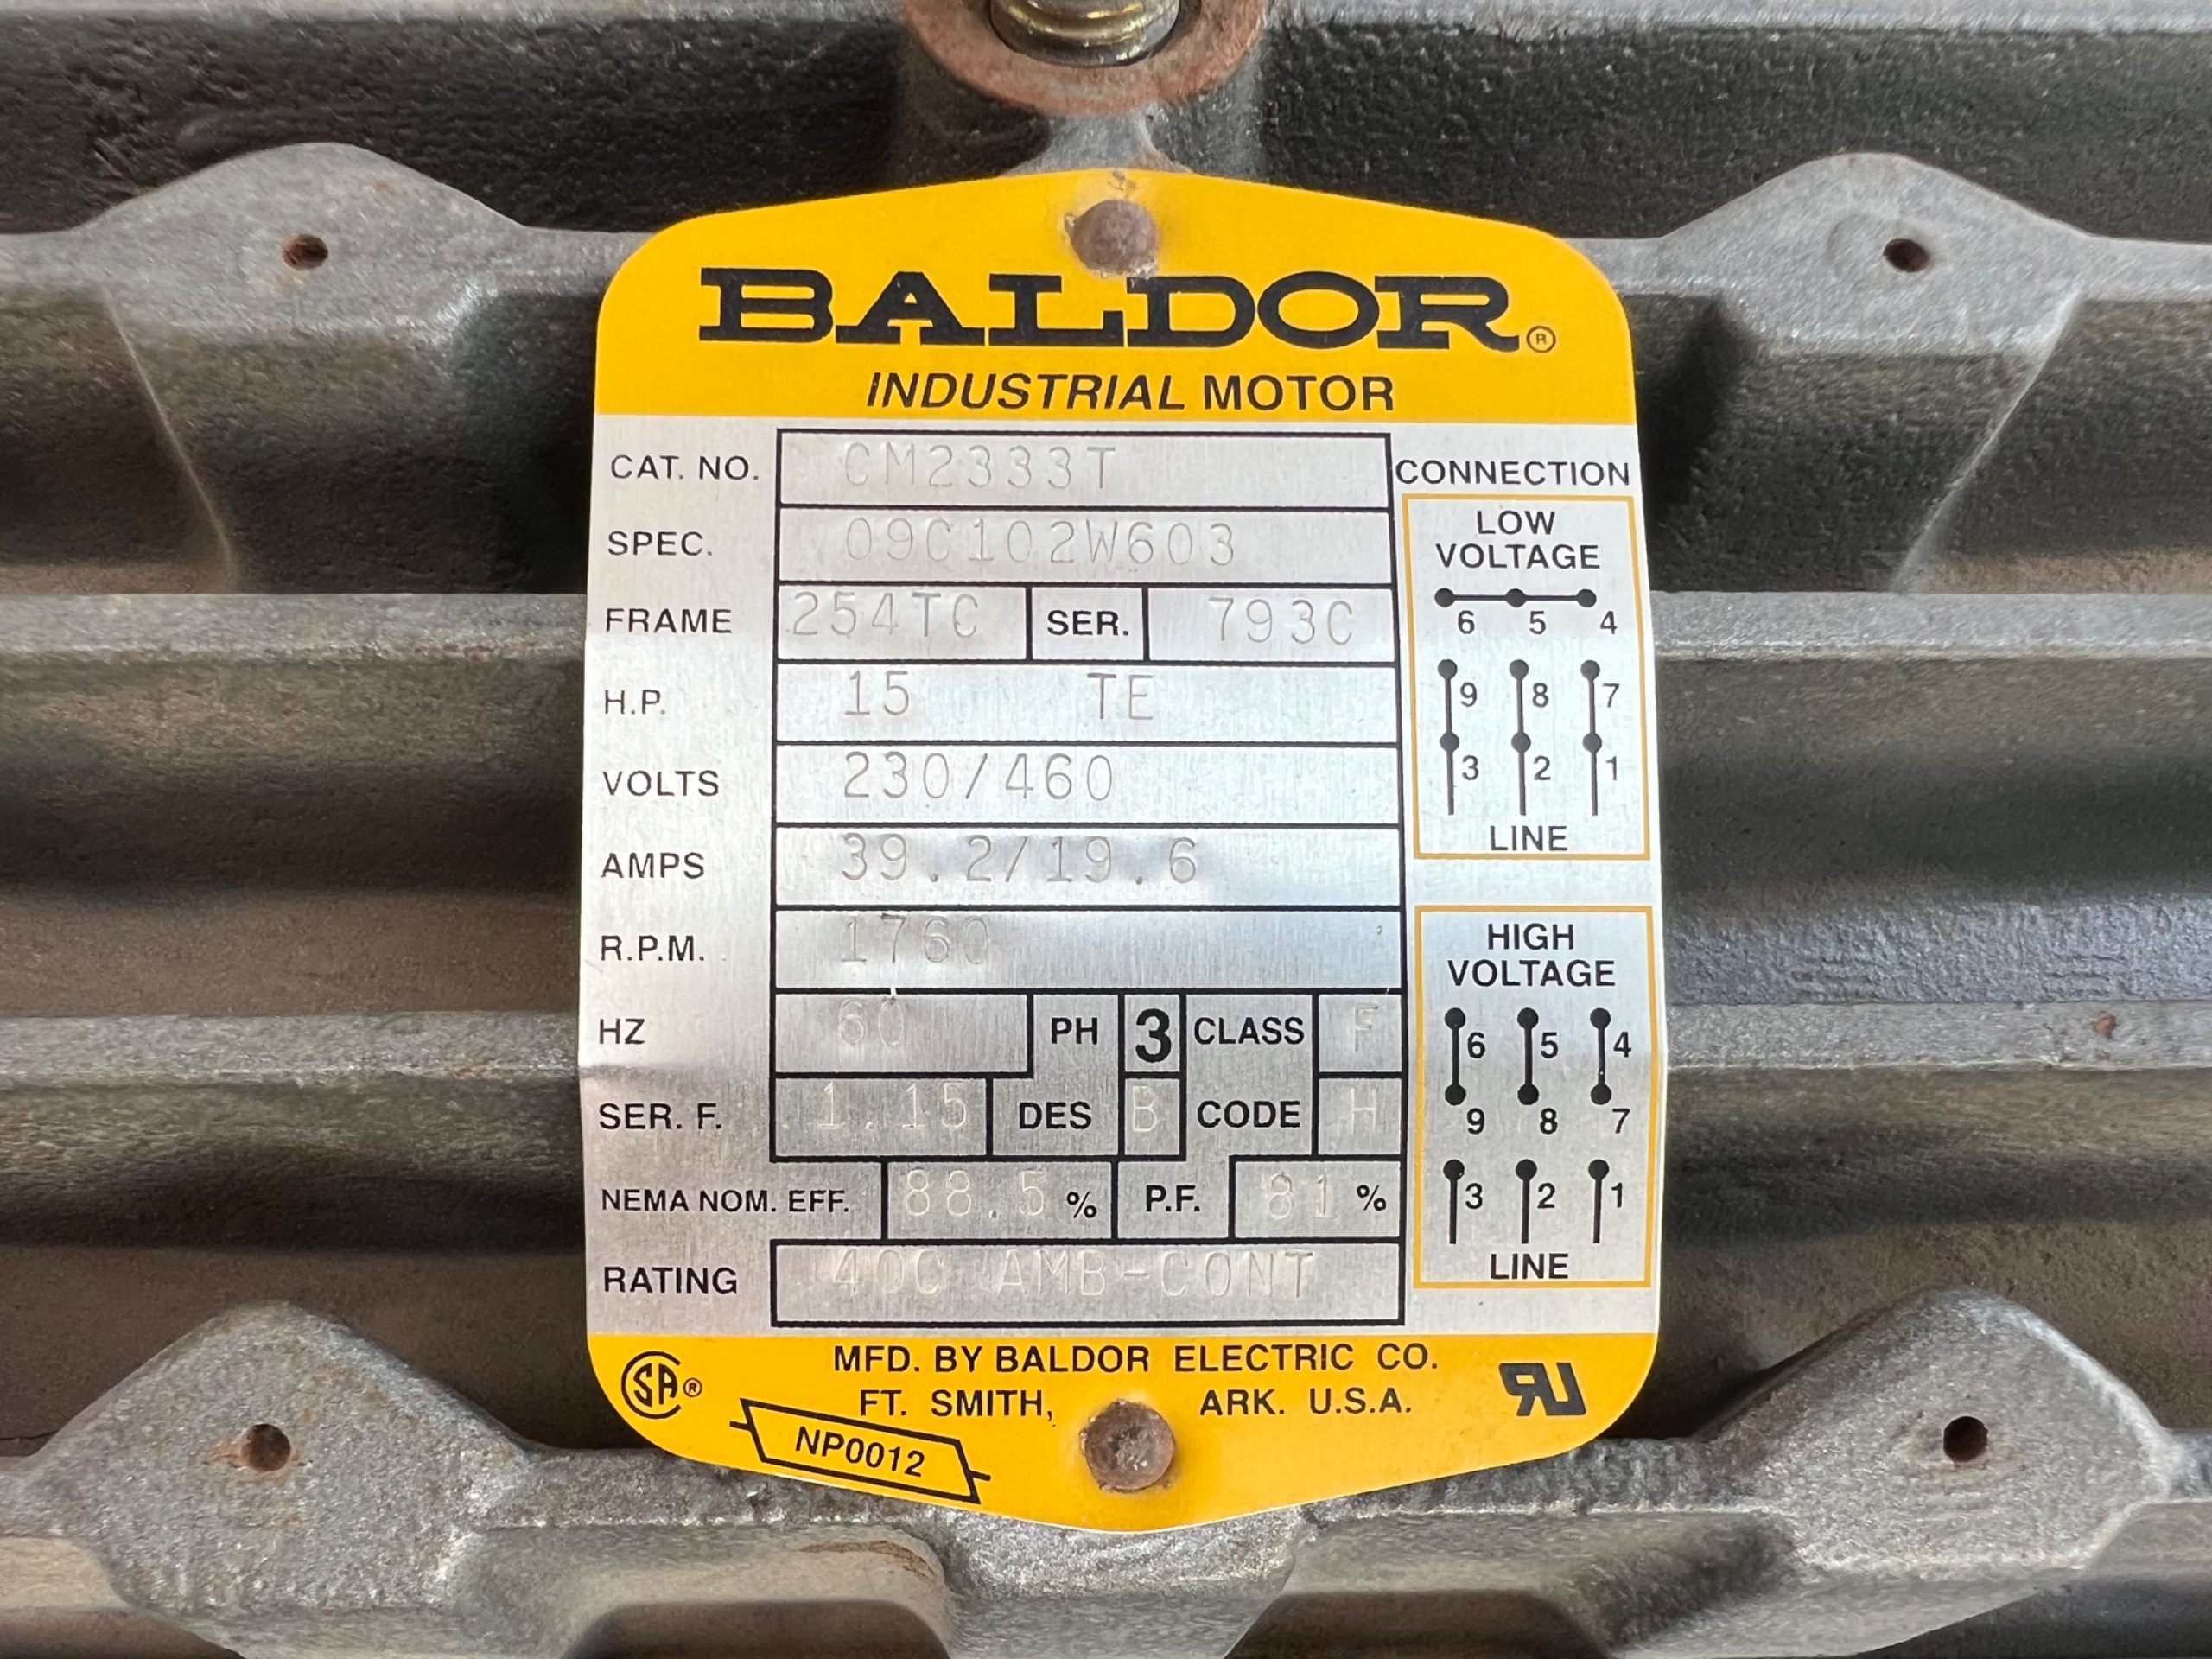 BALDOR®
INDUSTRIAL MOTOR
CAT. NO. CM2333T
SPEC. 09C102W603
FRAME 254TC SER. 793C
H.P. 15 TE
VOLTS 230/460
AMPS 39.2/19.6
R.P.M. 1760
HZ 60 PH 3 CLASS F
SER. F. 1.15 DES B CODE H
NEMA NOM. EFF. 88.5 % P.F. 81 %
RATING 40C AMB-CONT
CONNECTION
LOW
VOLTAGE
6 5 4
9 8 7
3 2 1
LINE
HIGH
VOLTAGE
6 5 4
9 8 7
3 2 1
LINE
SA®
MFD. BY BALDOR ELECTRIC CO.
FT. SMITH, ARK. U.S.A.
NP0012
RU